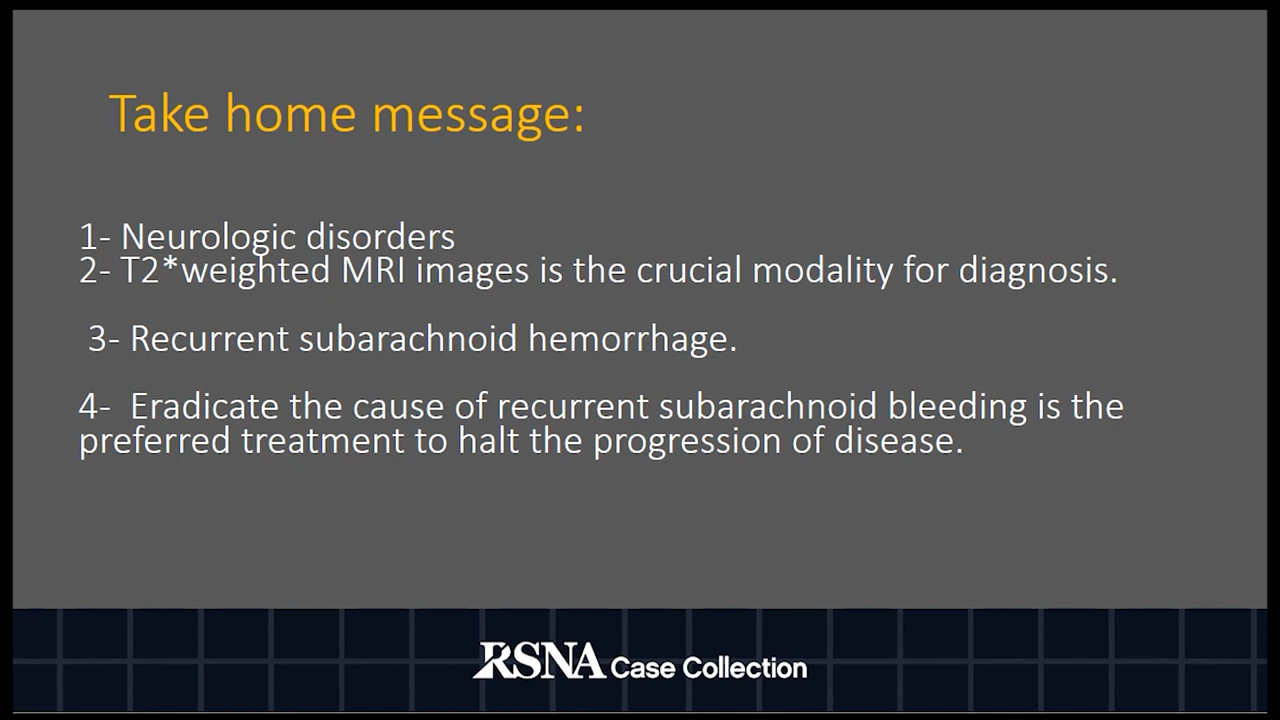 Take home message:
1- Neurologic disorders
2- T2*weighted MRI images is the crucial modality for diagnosis.
3- Recurrent subarachnoid hemorrhage.
4- Eradicate the cause of recurrent subarachnoid bleeding is the
preferred treatment to halt the progression of disease.
RSNA Case Collection